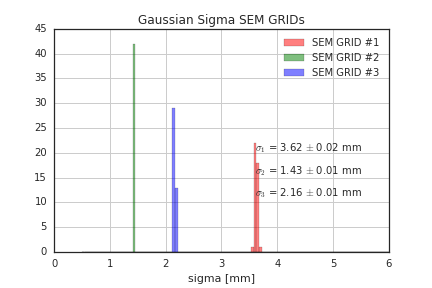 Gaussian Sigma SEM GRIDs
45
40
35
30
25
20
15
10
5
0
SEM GRID #1
SEM GRID #2
SEM GRID #3
σ₁ = 3.62 ± 0.02 mm
σ₂ = 1.43 ± 0.01 mm
σ₃ = 2.16 ± 0.01 mm
0 1 2 3 4 5 6
sigma [mm]